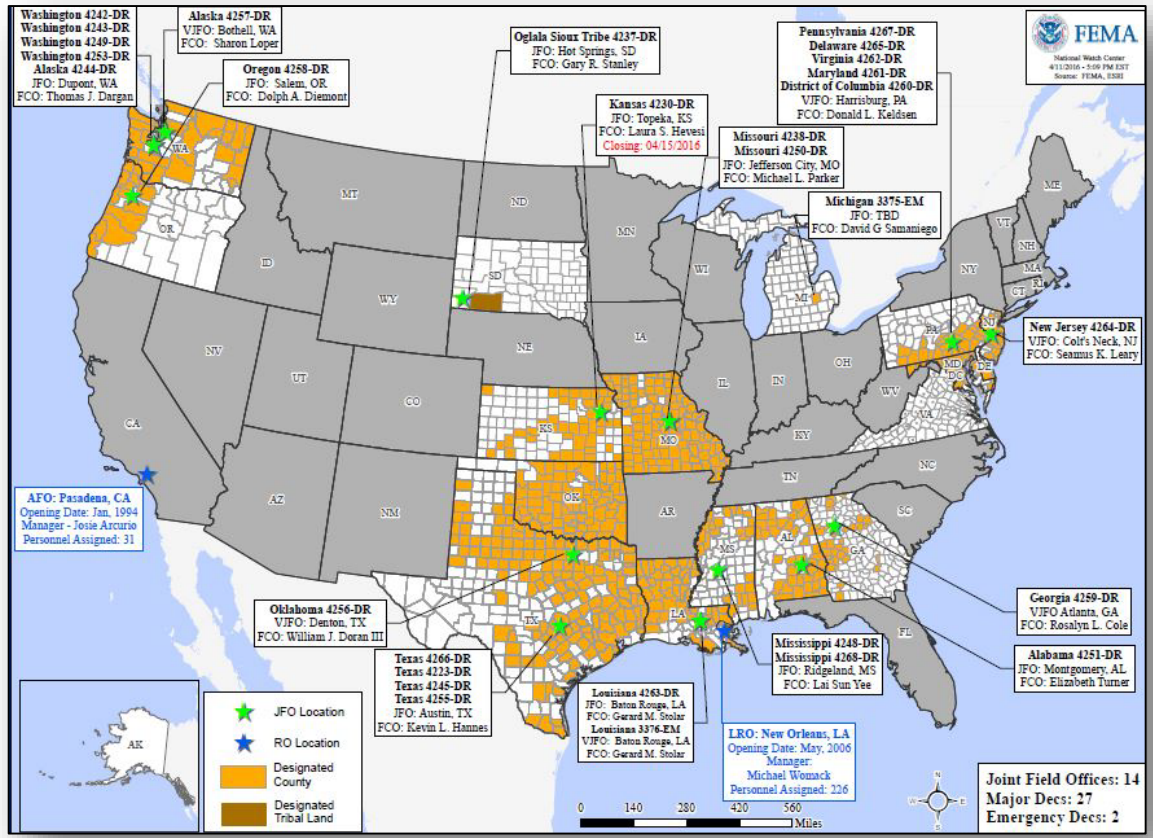 Washington 4242-DR
Washington 4243-DR
Washington 4249-DR
Washington 4253-DR
Alaska 4244-DR
JFO: Dupont, WA
FCO: Thomas J. Dargan
Alaska 4257-DR
VJFO: Bothell, WA
FCO: Sharon Loper
Oregon 4258-DR
JFO: Salem, OR
FCO: Dolph A. Diemont
Oglala Sioux Tribe 4237-DR
JFO: Hot Springs, SD
FCO: Gary R. Stanley
Kansas 4230-DR
JFO: Topeka, KS
FCO: Laura S. Hevesi
Closing: 04/15/2016
Pennsylvania 4267-DR
Delaware 4265-DR
Virginia 4262-DR
Maryland 4261-DR
District of Columbia 4260-DR
VJFO: Harrisburg, PA
FCO: Donald L. Keldsen
Missouri 4238-DR
Missouri 4250-DR
JFO: Jefferson City, MO
FCO: Michael L. Parker
Michigan 3375-EM
JFO: TBD
FCO: David G Samaniego
FEMA
National Watch Center
4/11/2016 - 5:09 PM EST
Source: FEMA, ESRI
New Jersey 4264-DR
VJFO: Colt's Neck, NJ
FCO: Seamus K. Leary
WA
OR
MT
ID
WY
ND
SD
NE
MN
WI
IA
MI
ME
VT
NH
MA
RI
CT
NY
NJ
PA
MD
DC
DE
NV
UT
CO
KS
MO
IL
IN
OH
WV
VA
KY
CA
AZ
NM
OK
AR
TN
NC
SC
MS
AL
GA
TX
LA
FL
AFO: Pasadena, CA
Opening Date: Jan, 1994
Manager - Josie Arcurio
Personnel Assigned: 31
Oklahoma 4256-DR
VJFO: Denton, TX
FCO: William J. Doran III
Texas 4266-DR
Texas 4223-DR
Texas 4245-DR
Texas 4255-DR
JFO: Austin, TX
FCO: Kevin L. Hannes
Louisiana 4263-DR
JFO: Baton Rouge, LA
FCO: Gerard M. Stolar
Louisiana 3376-EM
VJFO: Baton Rouge, LA
FCO: Gerard M. Stolar
Mississippi 4248-DR
Mississippi 4268-DR
JFO: Ridgeland, MS
FCO: Lai Sun Yee
LRO: New Orleans, LA
Opening Date: May, 2006
Manager:
Michael Womack
Personnel Assigned: 226
Georgia 4259-DR
VJFO Atlanta, GA
FCO: Rosalyn L. Cole
Alabama 4251-DR
JFO: Montgomery, AL
FCO: Elizabeth Turner
AK
JFO Location
RO Location
Designated
County
Designated
Tribal Land
0 140 280 420 560
Miles
N
W E
S
Joint Field Offices: 14
Major Decs: 27
Emergency Decs: 2